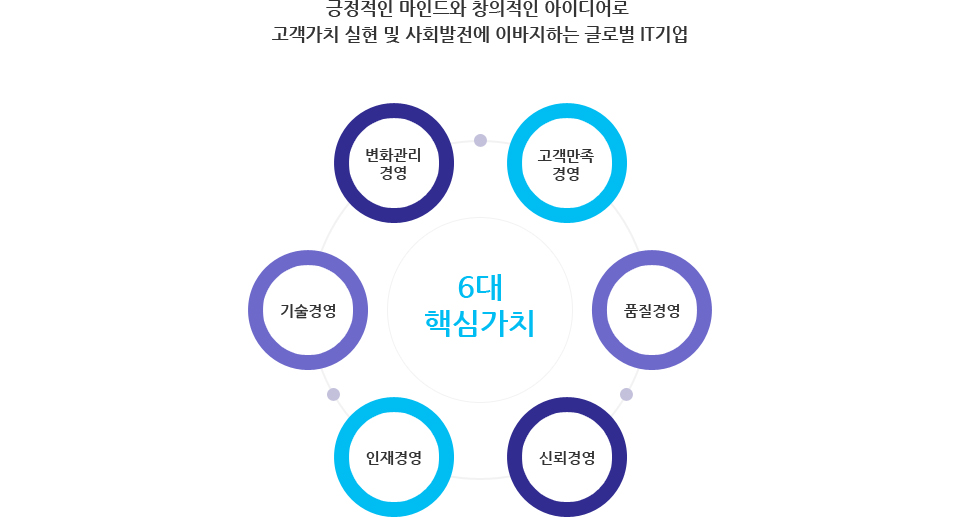 긍정적인 마인드와 창의적인 아이디어로
고객가치 실현 및 사회발전에 이바지하는 글로벌 IT기업
변화관리
경영
고객만족
경영
기술경영
6대
핵심가치
품질경영
인재경영
신뢰경영